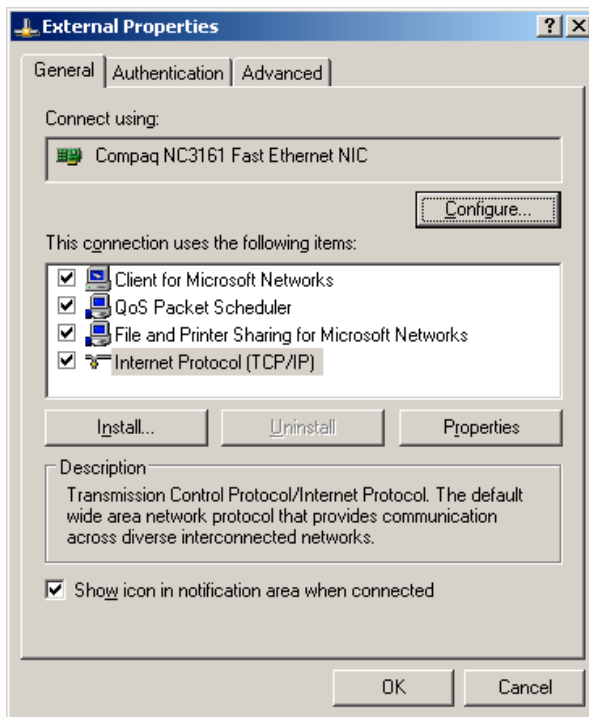 External Properties
General Authentication Advanced
Connect using:
Compaq NC3161 Fast Ethernet NIC
Configure...
This connection uses the following items:
Client for Microsoft Networks
QoS Packet Scheduler
File and Printer Sharing for Microsoft Networks
Internet Protocol (TCP/IP)
Install... Uninstall Properties
Description
Transmission Control Protocol/Internet Protocol. The default
wide area network protocol that provides communication
across diverse interconnected networks.
Show icon in notification area when connected
OK Cancel